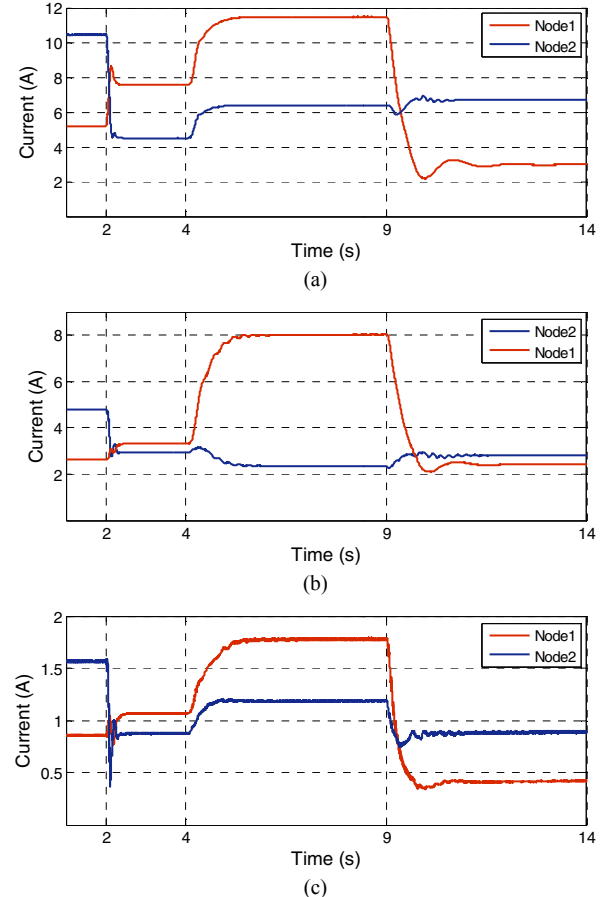 12
10
8
6
4
2
Current (A)
Node1
Node2
2
4
9
14
Time (s)
(a)
8
6
4
2
Current (A)
Node2
Node1
2
4
9
14
Time (s)
(b)
2
1.5
1
0.5
Current (A)
Node1
Node2
2
4
9
14
Time (s)
(c)